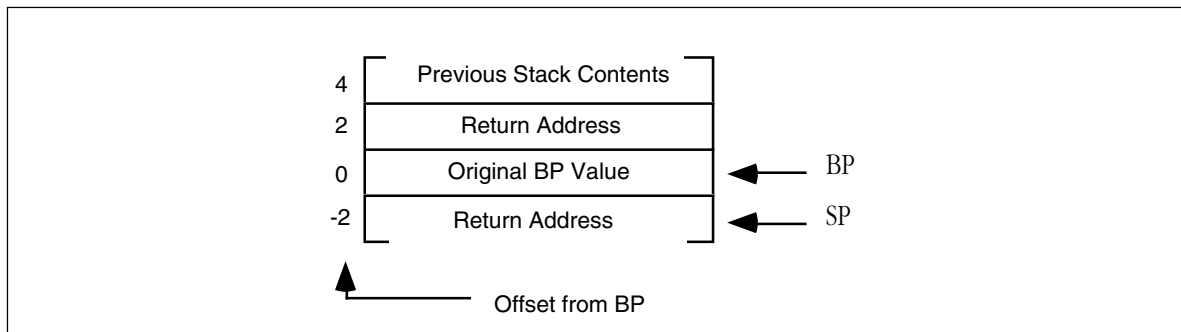 4 Previous Stack Contents
2 Return Address
0 Original BP Value BP
-2 Return Address SP
Offset from BP